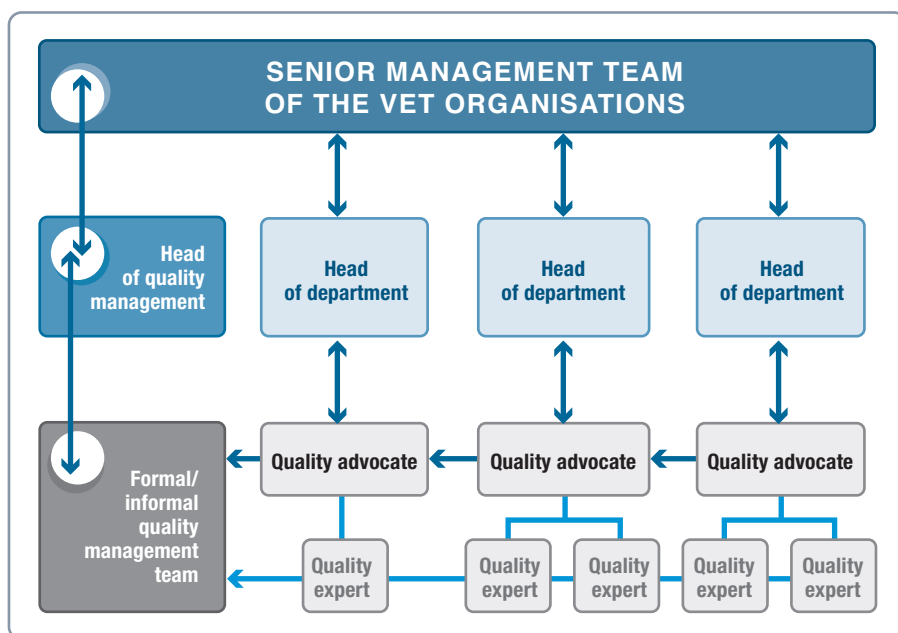 SENIOR MANAGEMENT TEAM
OF THE VET ORGANISATIONS
Head
of quality
management
Head
of department
Head
of department
Head
of department
Formal/
informal
quality
management
team
Quality advocate
Quality advocate
Quality advocate
Quality
expert
Quality
expert
Quality
expert
Quality
expert
Quality
expert